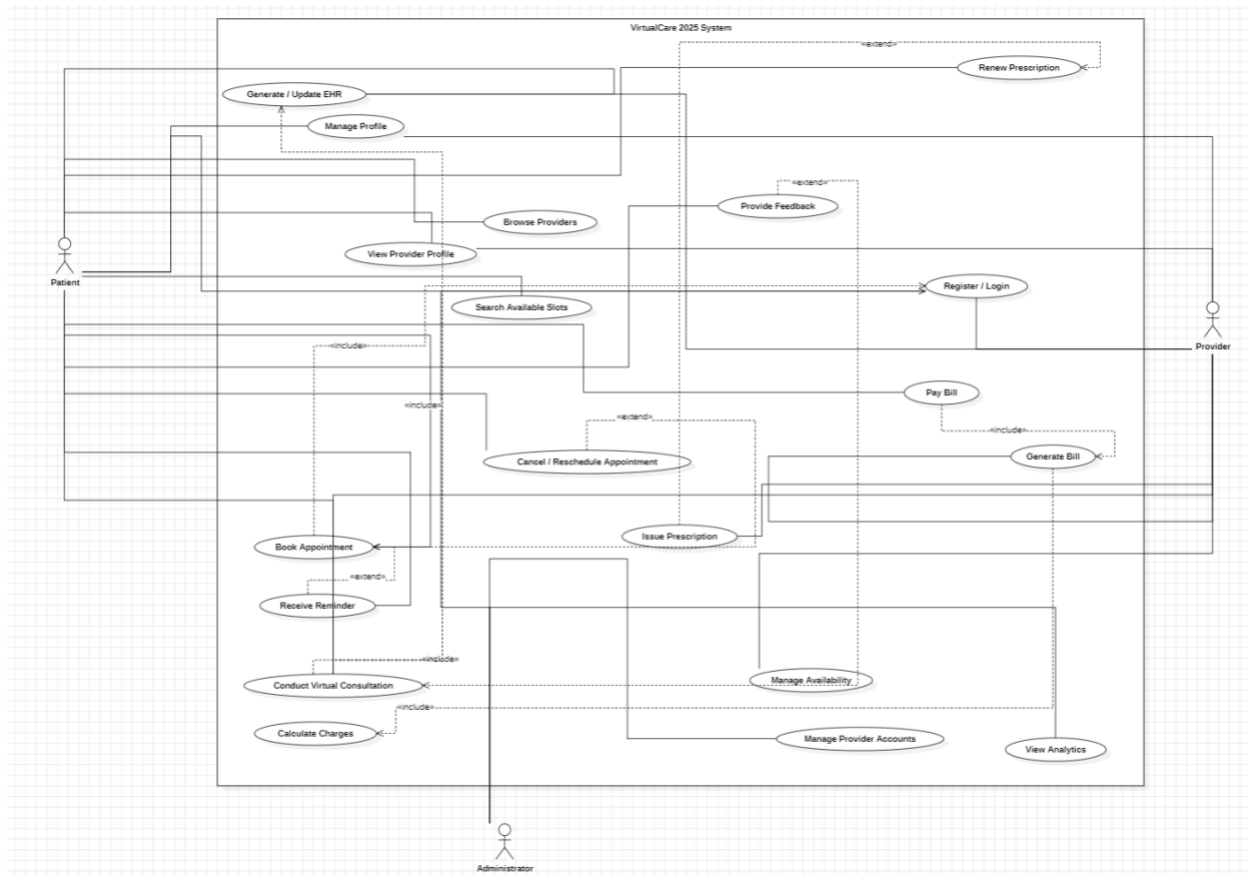 VirtualCare 2025 System
«extend»
Renew Prescription
Generate / Update EHR
Manage Profile
«extend»
Provide Feedback
Browse Providers
View Provider Profile
Patient
Register / Login
Search Available Slots
Provider
«include»
Pay Bill
«include»
«extend»
«include»
Generate Bill
Cancel / Reschedule Appointment
Issue Prescription
Book Appointment
«extend»
Receive Reminder
«include»
Conduct Virtual Consultation
Manage Availability
«include»
Calculate Charges
Manage Provider Accounts
View Analytics
Administrator